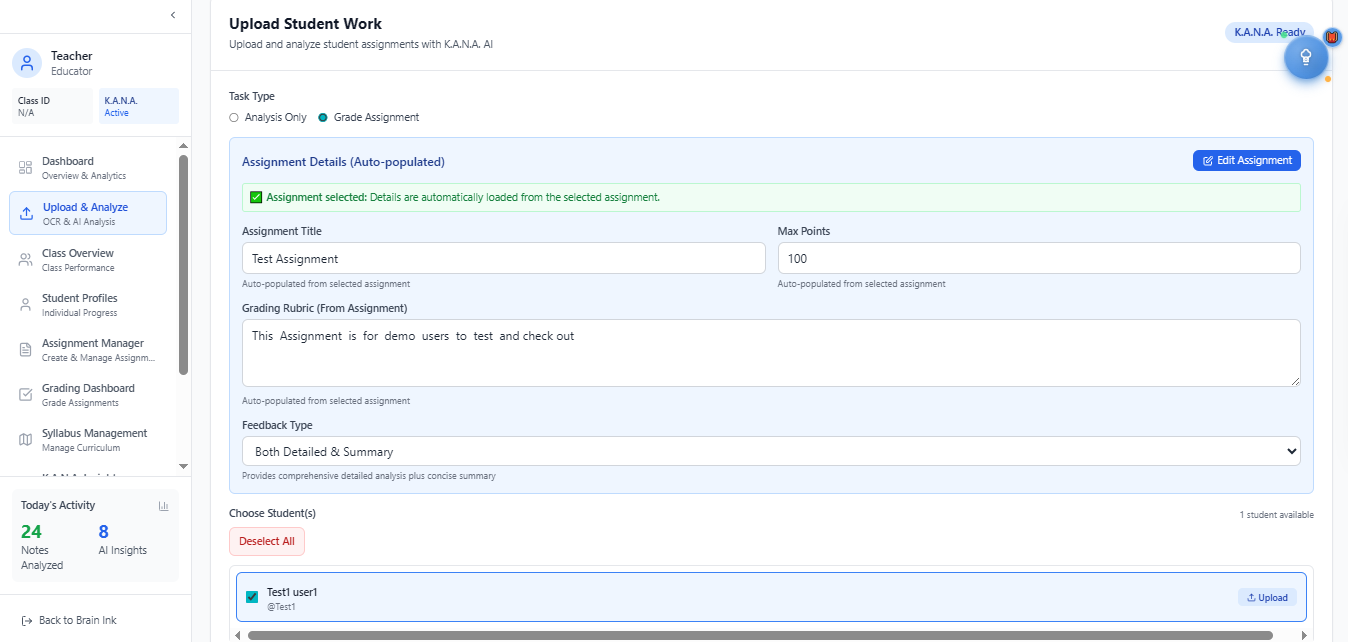 Teacher
Educator
Class ID
N/A
K.A.N.A.
Active
Dashboard
Overview & Analytics
Upload & Analyze
OCR & AI Analysis
Class Overview
Class Performance
Student Profiles
Individual Progress
Assignment Manager
Create & Manage Assignm...
Grading Dashboard
Grade Assignments
Syllabus Management
Manage Curriculum
Today's Activity
24
Notes
Analyzed
8
AI Insights
Back to Brain Ink
Upload Student Work
Upload and analyze student assignments with K.A.N.A. AI
K.A.N.A. Ready
Task Type
Analysis Only
Grade Assignment
Assignment Details (Auto-populated)
Edit Assignment
Assignment selected: Details are automatically loaded from the selected assignment.
Assignment Title
Test Assignment
Auto-populated from selected assignment
Max Points
100
Auto-populated from selected assignment
Grading Rubric (From Assignment)
This Assignment is for demo users to test and check out
Auto-populated from selected assignment
Feedback Type
Both Detailed & Summary
Provides comprehensive detailed analysis plus concise summary
Choose Student(s)
1 student available
Deselect All
Test1 user1
@Test1
Upload